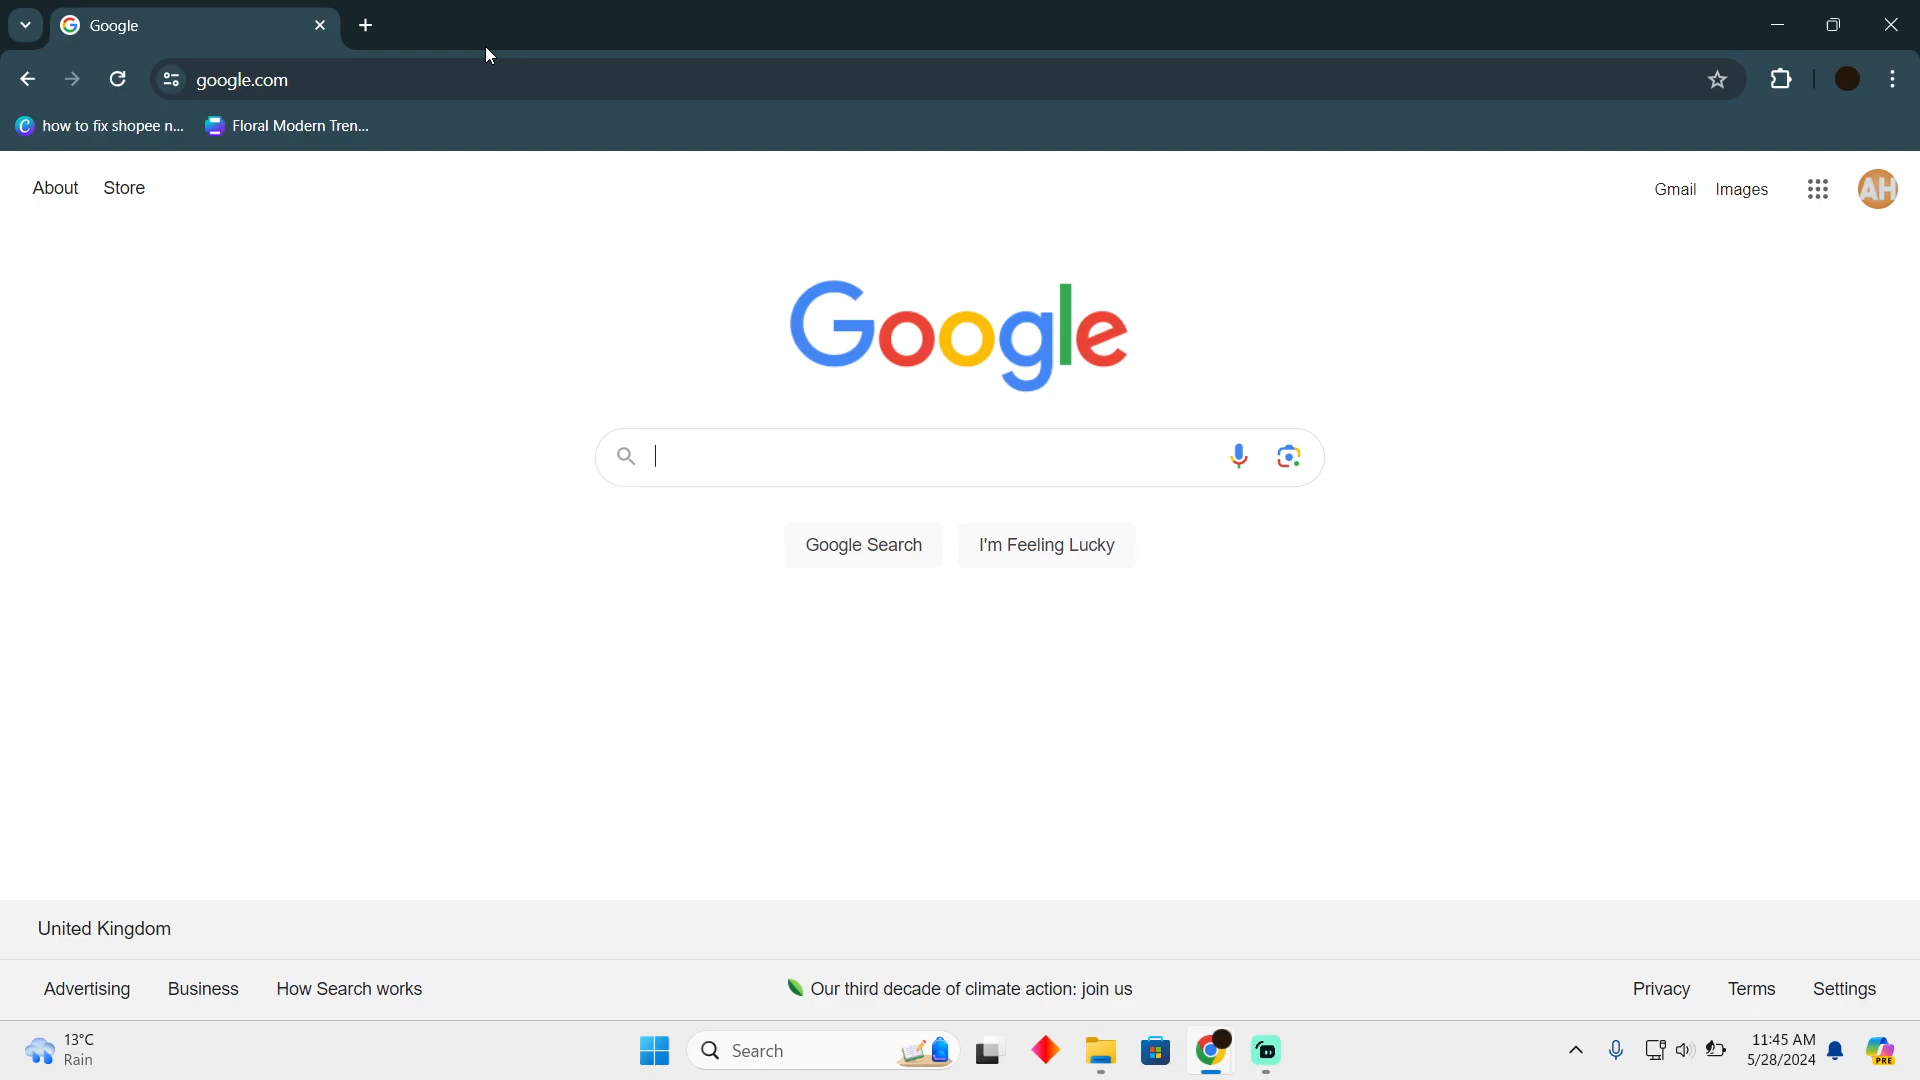 Google
google.com
how to fix shopee n... Floral Modern Tren...
About Store Gmail Images AH
Google
Google Search I'm Feeling Lucky
United Kingdom
Advertising Business How Search works Our third decade of climate action: join us Privacy Terms Settings
13°C
Rain
Search
11:45 AM
5/28/2024
PRE